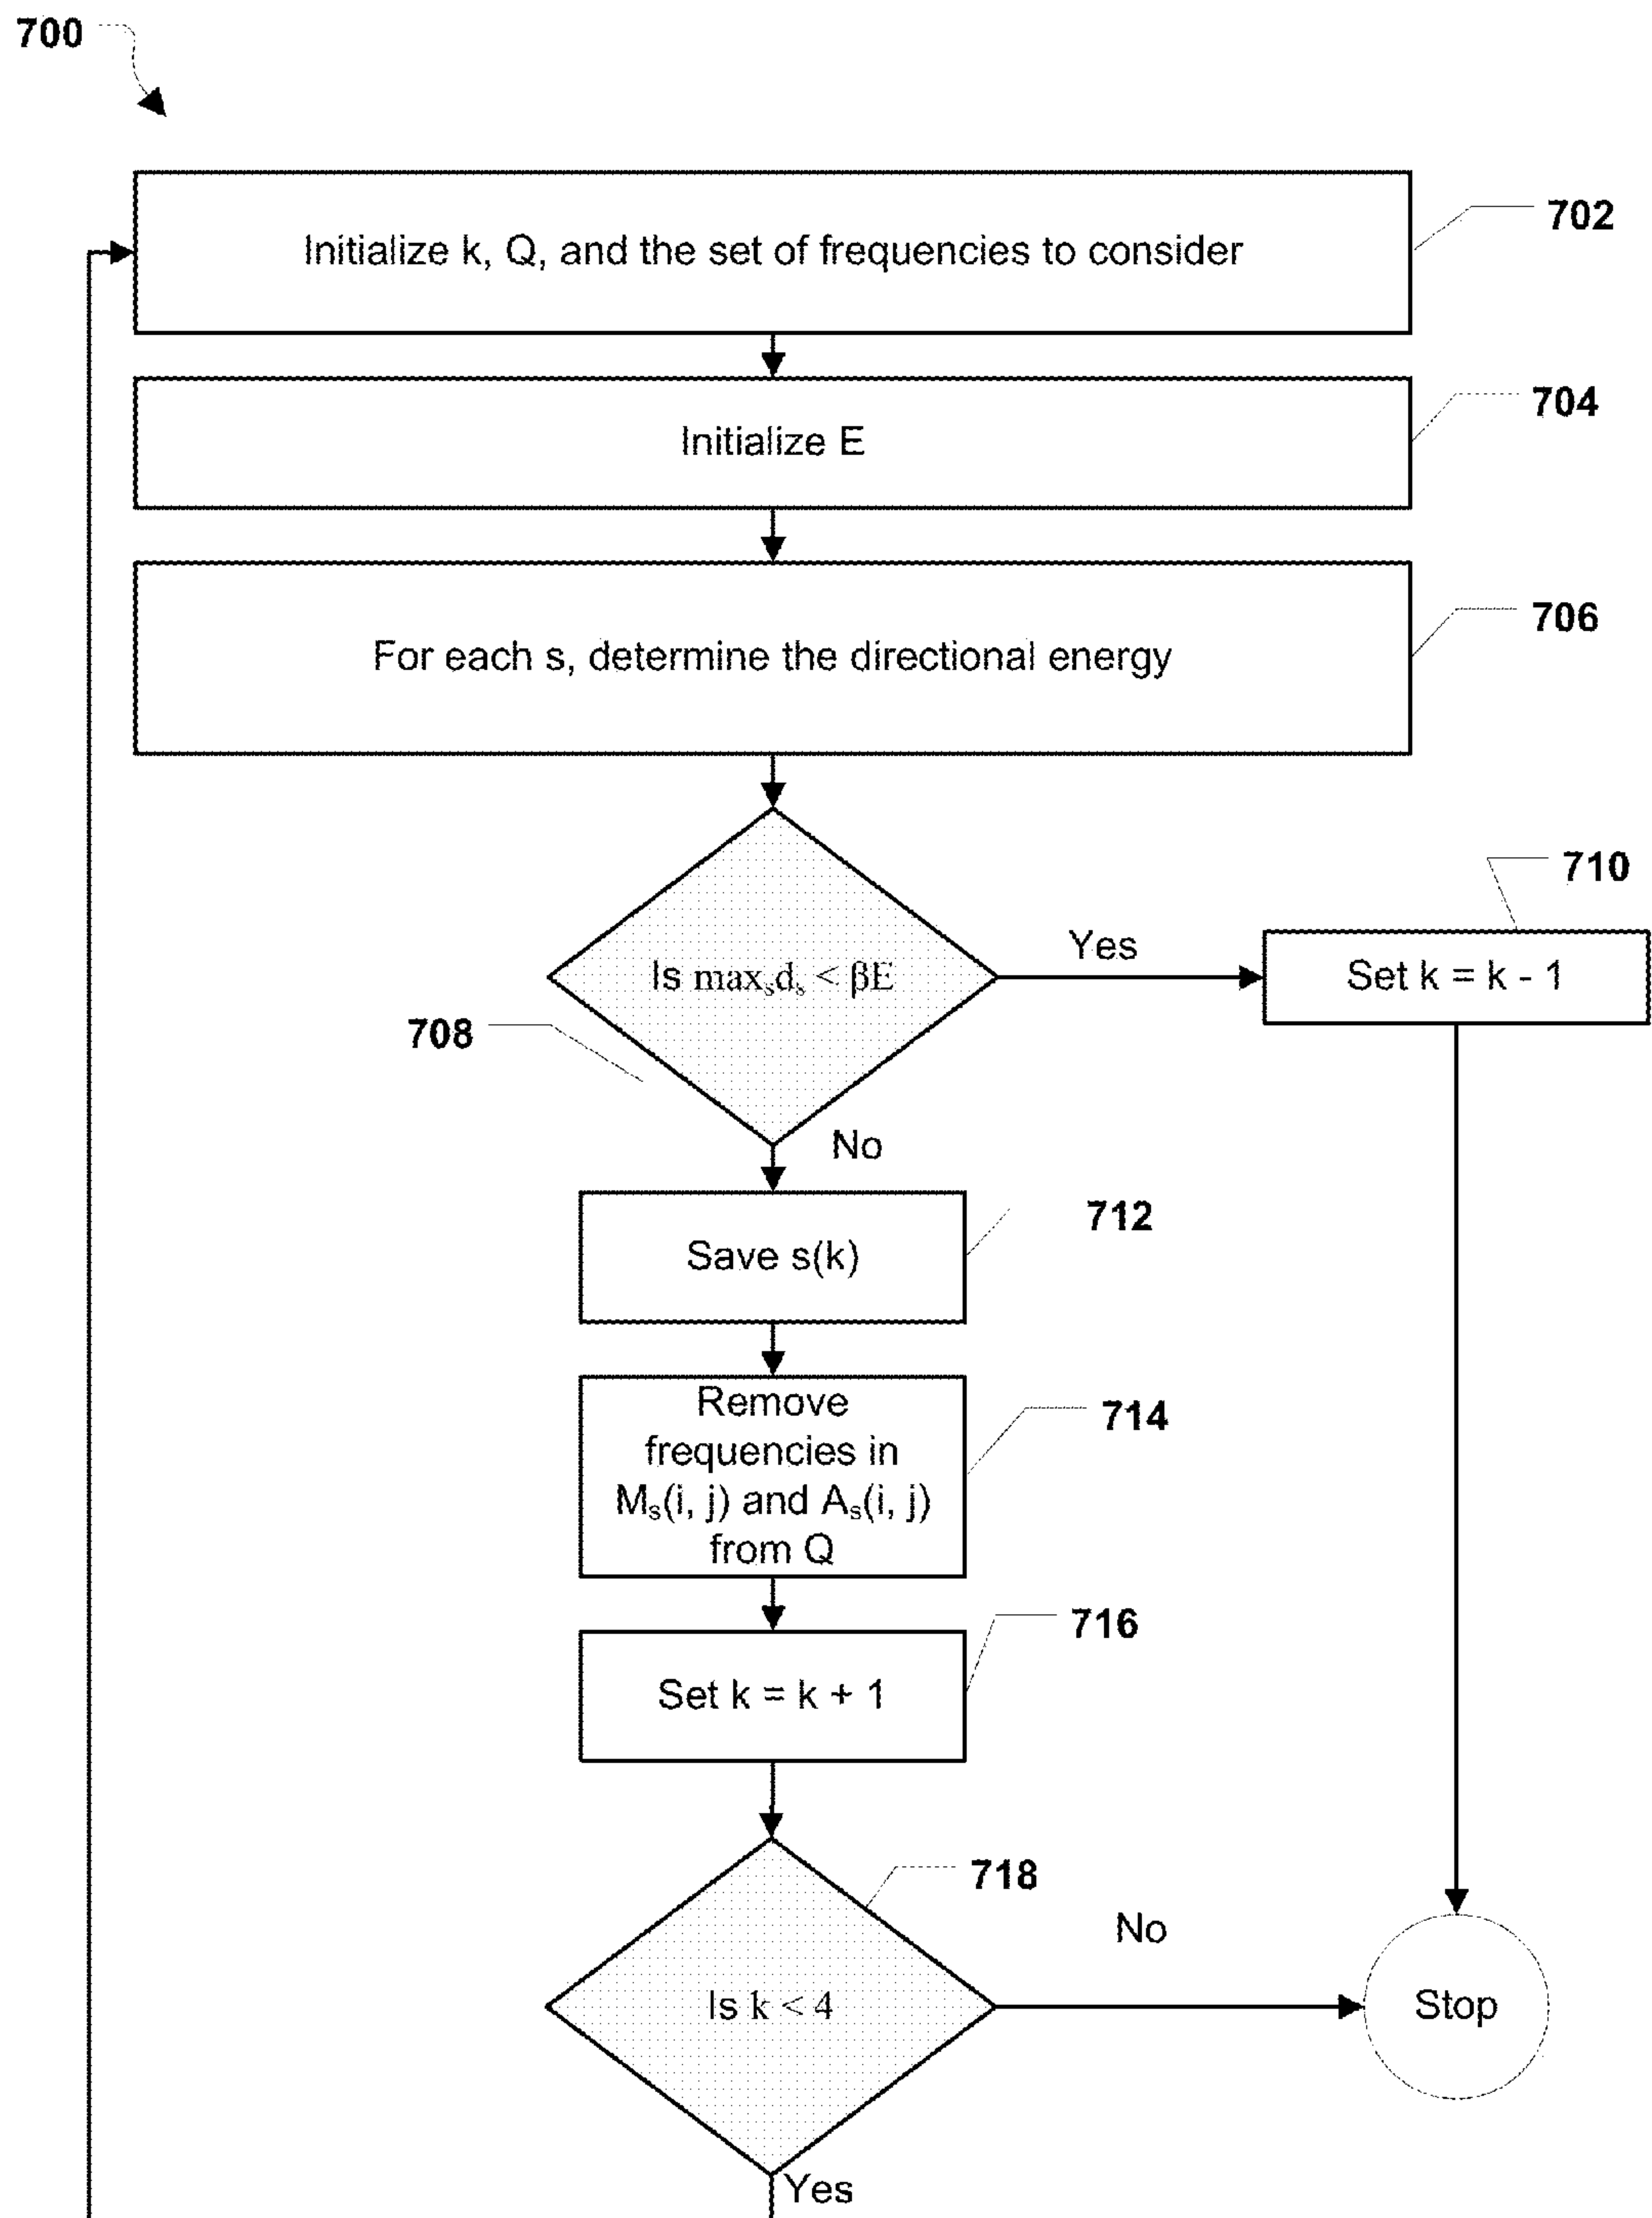 700
Initialize k, Q, and the set of frequencies to consider
702
Initialize E
704
For each s, determine the directional energy
706
Is maxₛdₛ < βE
708
Yes
Set k = k - 1
710
No
Save s(k)
712
Remove
frequencies in
Mₛ(i, j) and Aₛ(i, j)
from Q
714
Set k = k + 1
716
Is k < 4
718
No
Stop
Yes